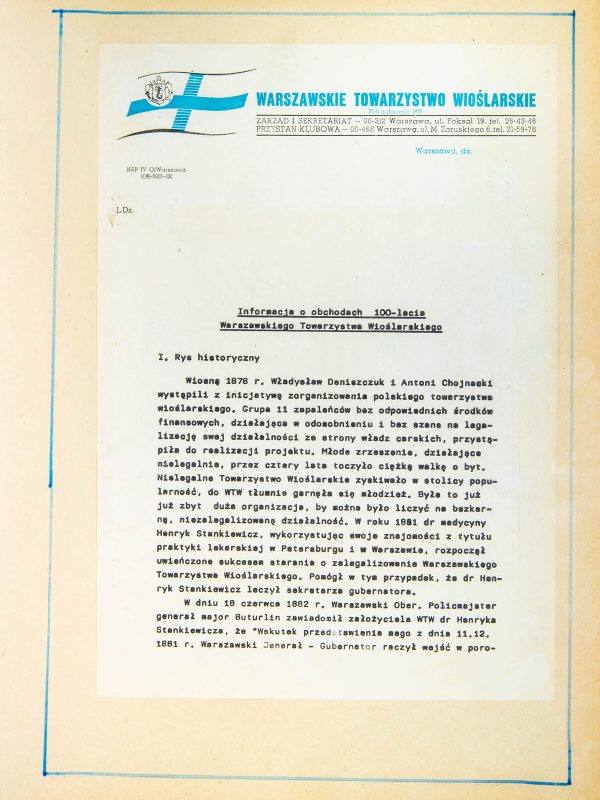 WARSZAWSKIE TOWARZYSTWO WIOŚLARSKIE
Rok założenia 1878
ZARZĄD I SEKRETARIAT — 00-312 Warszawa, ul. Foksal 19, tel. 26-43-46
PRZYSTAŃ KLUBOWA — 00-468 Warszawa, ul. M Zaruskiego 6, tel. 21-59-76
Warszawa, dn.
NBP IV O/Warszawa
L.Dz.
Informacja o obchodach 100-lecia
Warszawskiego Towarzystwa Wioślarskiego
I. Rys historyczny
Wiosną 1878 r. Władysław Deniszczuk i Antoni Chojnacki
wystąpili z inicjatywę zorganizowania polskiego towarzystwa
wioślarskiego. Grupa 11 zapaleńców bez odpowiednich środków
finansowych, działająca w odosobnieniu i bez szans na lega-
lizację swej działalności ze strony władz carskich, przystą-
piła do realizacji projektu. Młode zrzeszenie, działające
nielegalnie, przez cztery lata toczyło ciężką walkę o byt.
Nielegalne Towarzystwo Wioślarskie zyskiwało w stolicy popu-
larność, do WTW tłumnie garnęła się młodzież. Była to już
już zbyt duża organizacja, by można było liczyć na bezkar-
ną, niezalegalizowaną działalność. W roku 1881 dr medycyny
Henryk Stankiewicz, wykorzystując swoje znajomości z tytułu
praktyki lekarskiej w Petersburgu i w Warszawie, rozpoczął
uwieńczone sukcesem starania o zalegalizowanie Warszawskiego
Towarzystwa Wioślarskiego. Pomógł w tym przypadek, że dr Hen-
ryk Stankiewicz leczył sekretarza gubernatora.
W dniu 18 czerwca 1882 r. Warszawski Ober. Policmajster
generał major Buturlin zawiadomił założyciela WTW dr Henryka
Stankiewicza, że "Wskutek przedstawienia mego z dnia 11.12.
1881 r. Warszawski Jenerał - Gubernator raczył wejść w poro-